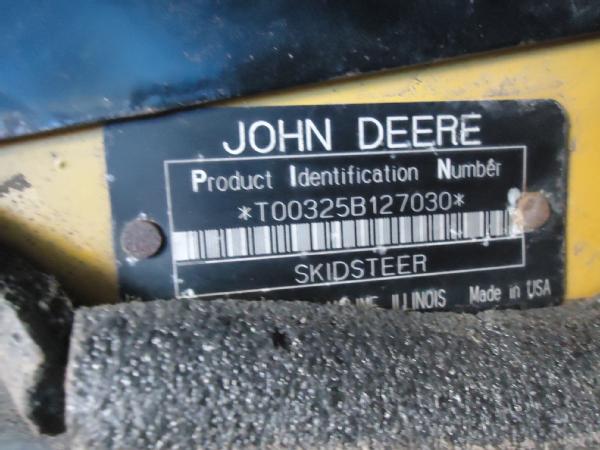 JOHN DEERE
Product Identification Number
*T00325B127030*
SKIDSTEER
ILLINOIS Made in USA